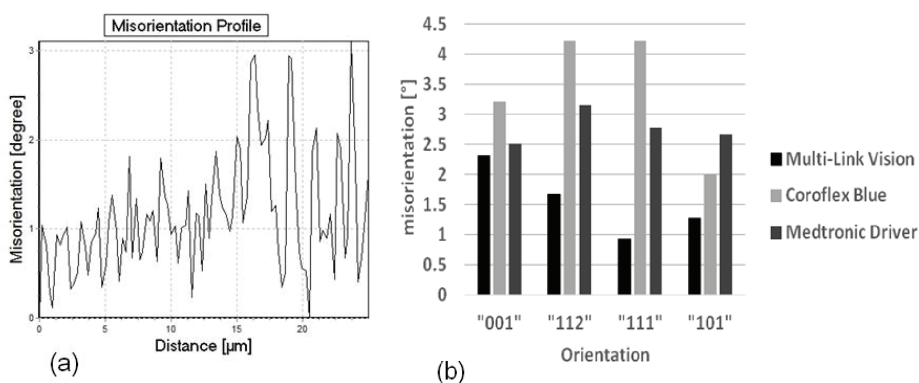 Misorientation Profile
Misorientation [degree]
3
2
1
0
0 5 10 15 20
Distance [µm]
(a)
misorientation [°]
4.5
4
3.5
3
2.5
2
1.5
1
0.5
0
"001" "112" "111" "101"
Orientation
Multi-Link Vision
Coroflex Blue
Medtronic Driver
(b)